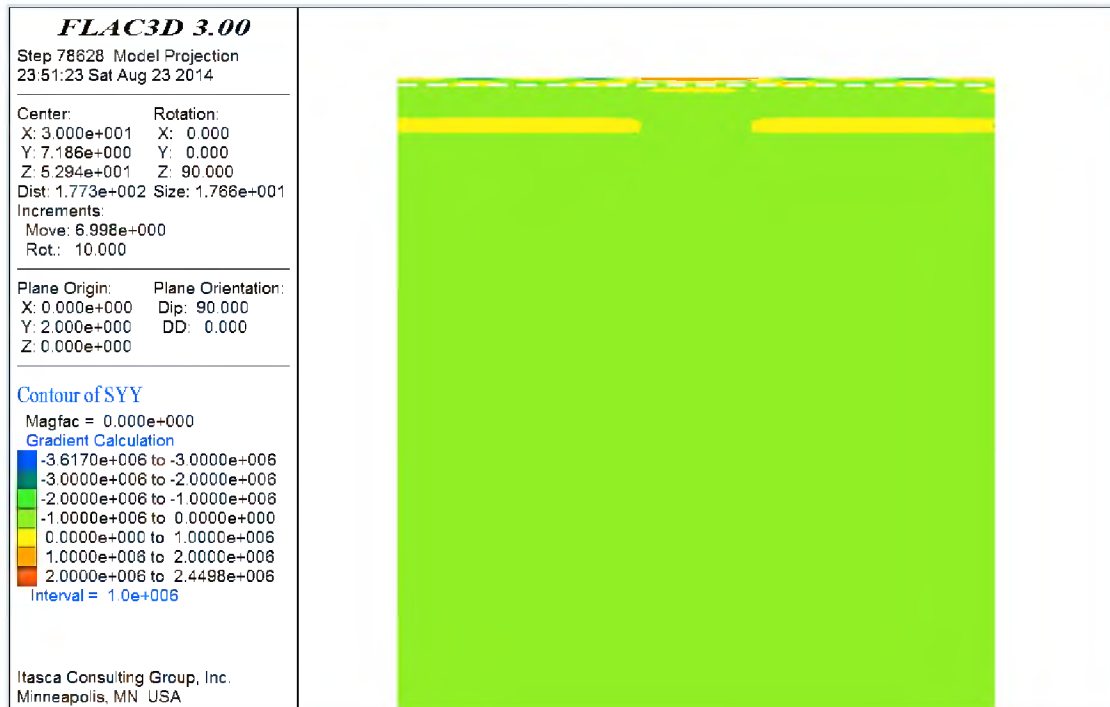 FLAC3D 3.00
Step 78628 Model Projection
23:51:23 Sat Aug 23 2014
Center: Rotation:
X: 3.000e+001 X: 0.000
Y: 7.186e+000 Y: 0.000
Z: 5.294e+001 Z: 90.000
Dist: 1.773e+002 Size: 1.766e+001
Increments:
Move: 6.998e+000
Rot.: 10.000
Plane Origin: Plane Orientation:
X: 0.000e+000 Dip: 90.000
Y: 2.000e+000 DD: 0.000
Z: 0.000e+000
Contour of SYY
Magfac = 0.000e+000
Gradient Calculation
-3.6170e+006 to -3.0000e+006
-3.0000e+006 to -2.0000e+006
-2.0000e+006 to -1.0000e+006
-1.0000e+006 to 0.0000e+000
0.0000e+000 to 1.0000e+006
1.0000e+006 to 2.0000e+006
2.0000e+006 to 2.4498e+006
Interval = 1.0e+006
Itasca Consulting Group, Inc.
Minneapolis, MN USA